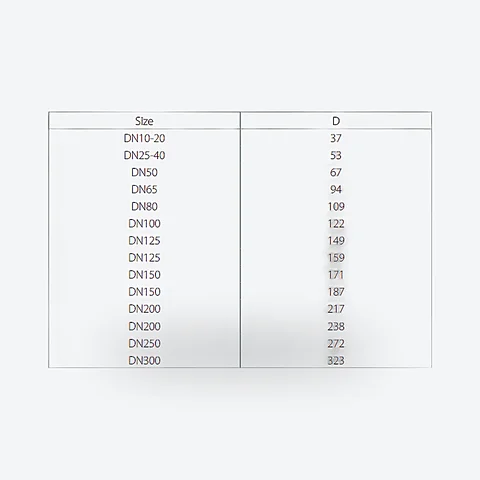 Size D
DN10-20 37
DN25-40 53
DN50 67
DN65 94
DN80 109
DN100 122
DN125 149
DN125 159
DN150 171
DN150 187
DN200 217
DN200 238
DN250 272
DN300 323